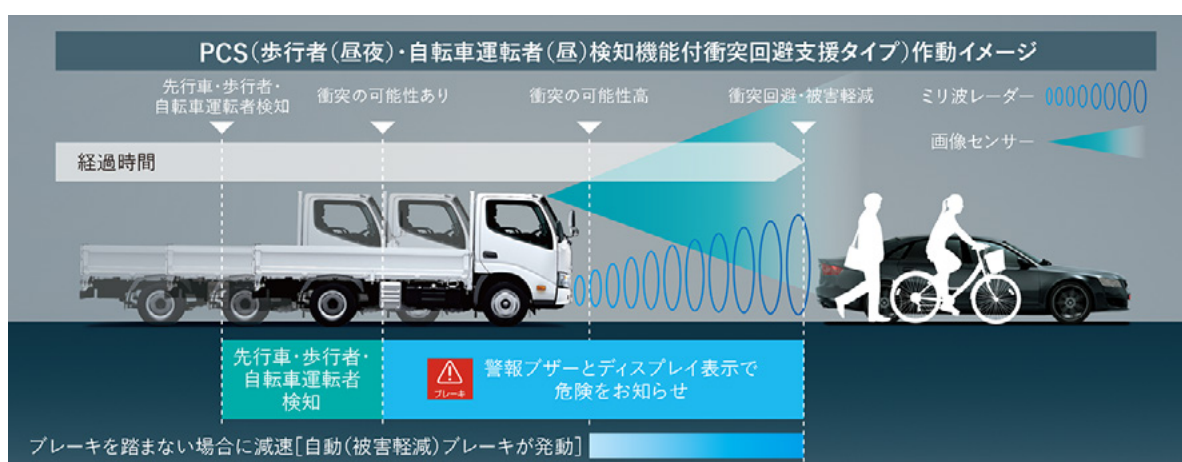 PCS(歩行者(昼夜)・自転車運転者(昼)検知機能付衝突回避支援タイプ)作動イメージ
先行車・歩行者・
自転車運転者検知
衝突の可能性あり
衝突の可能性高
衝突回避・被害軽減
ミリ波レーダー
画像センサー
経過時間
先行車・歩行者・
自転車運転者
検知
ブレーキ
警報ブザーとディスプレイ表示で
危険をお知らせ
ブレーキを踏まない場合に減速[自動(被害軽減)ブレーキが発動]